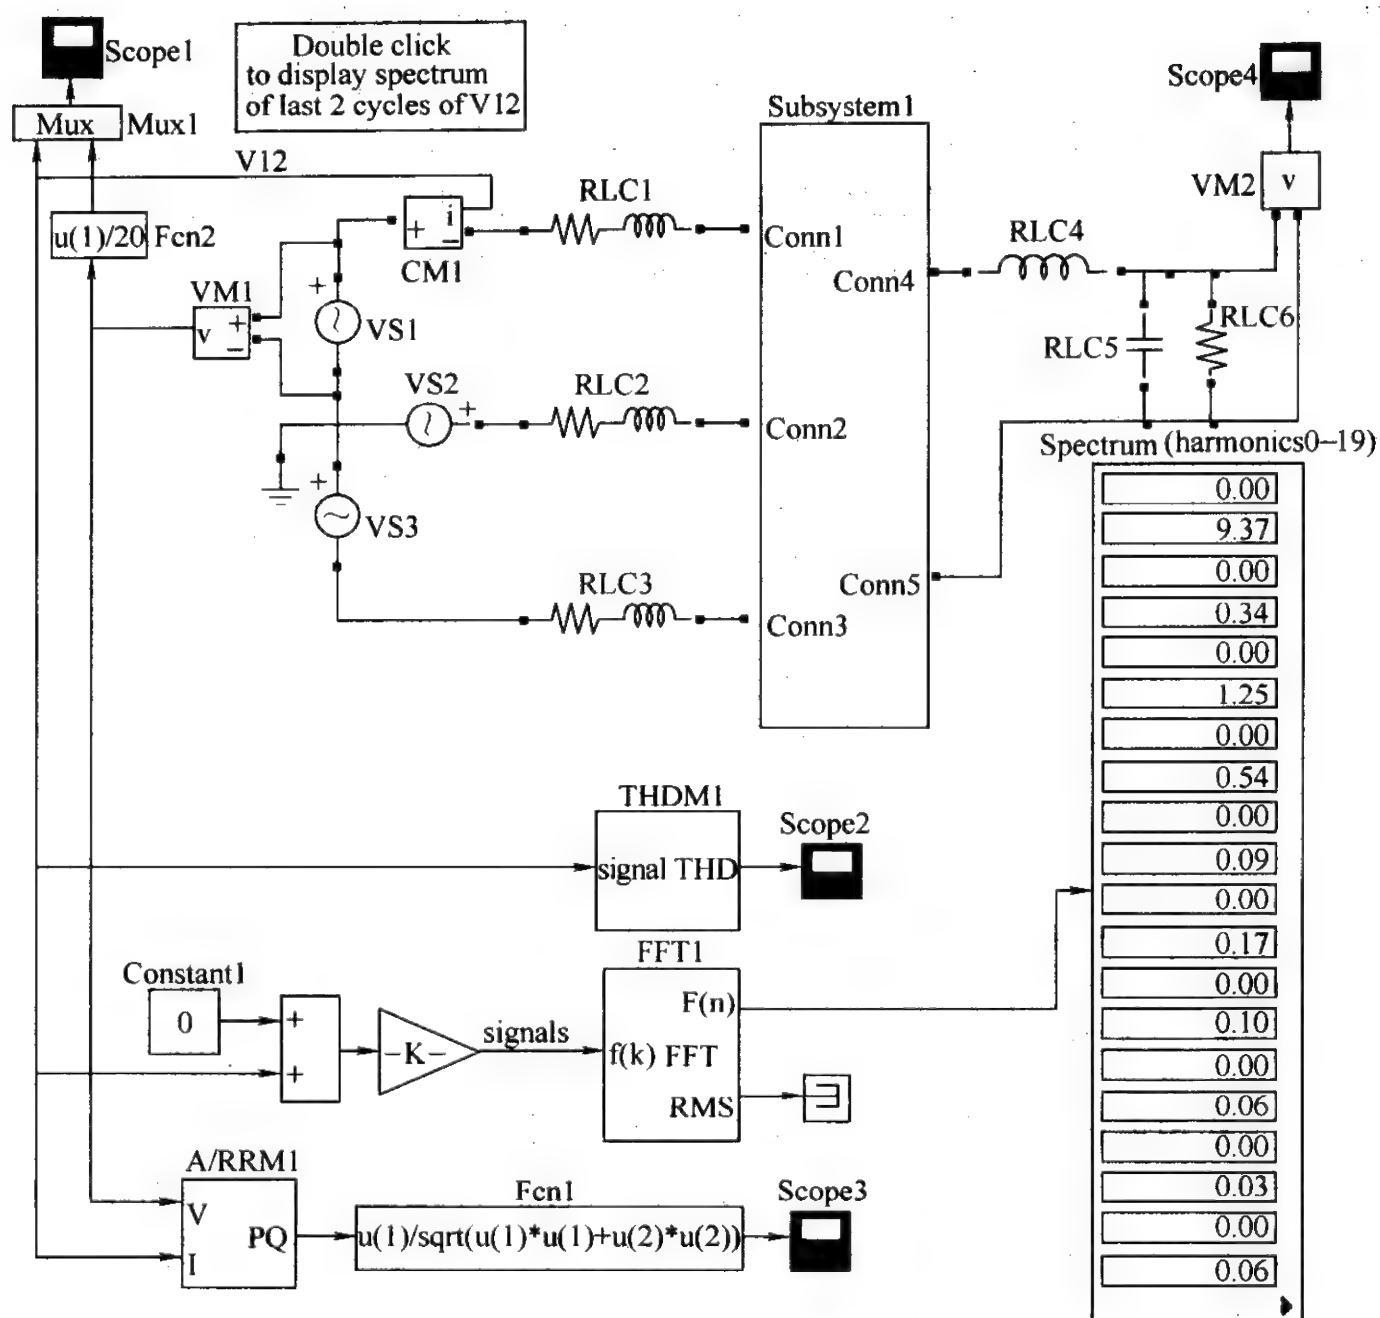 Scope1
Double click
to display spectrum
of last 2 cycles of V12
Scope4
Mux
Mux1
Subsystem1
V12
VM2
v
RLC1
i
+
−
CM1
u(1)/20
Fcn2
Conn1
RLC4
Conn4
VM1
v
+
−
+
VS1
RLC5
RLC6
VS2
+
RLC2
Conn2
Spectrum (harmonics0–19)
+
VS3
RLC3
Conn5
Conn3
0.00
9.37
0.00
0.34
0.00
1.25
0.00
0.54
0.00
0.09
0.00
0.17
0.00
0.10
0.00
0.06
0.00
0.03
0.00
0.06
THDM1
signal THD
Scope2
FFT1
Constant1
0
+
+
-K-
signals
F(n)
f(k) FFT
RMS
A/RRM1
V
PQ
I
Fcn1
u(1)/sqrt(u(1)*u(1)+u(2)*u(2))
Scope3